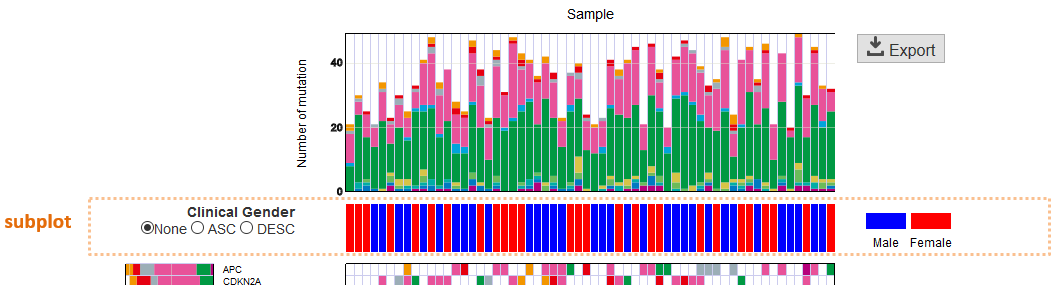 Sample
Export
Number of mutation
40
20
0
subplot
Clinical Gender
None ASC DESC
Male Female
APC
CDKN2A